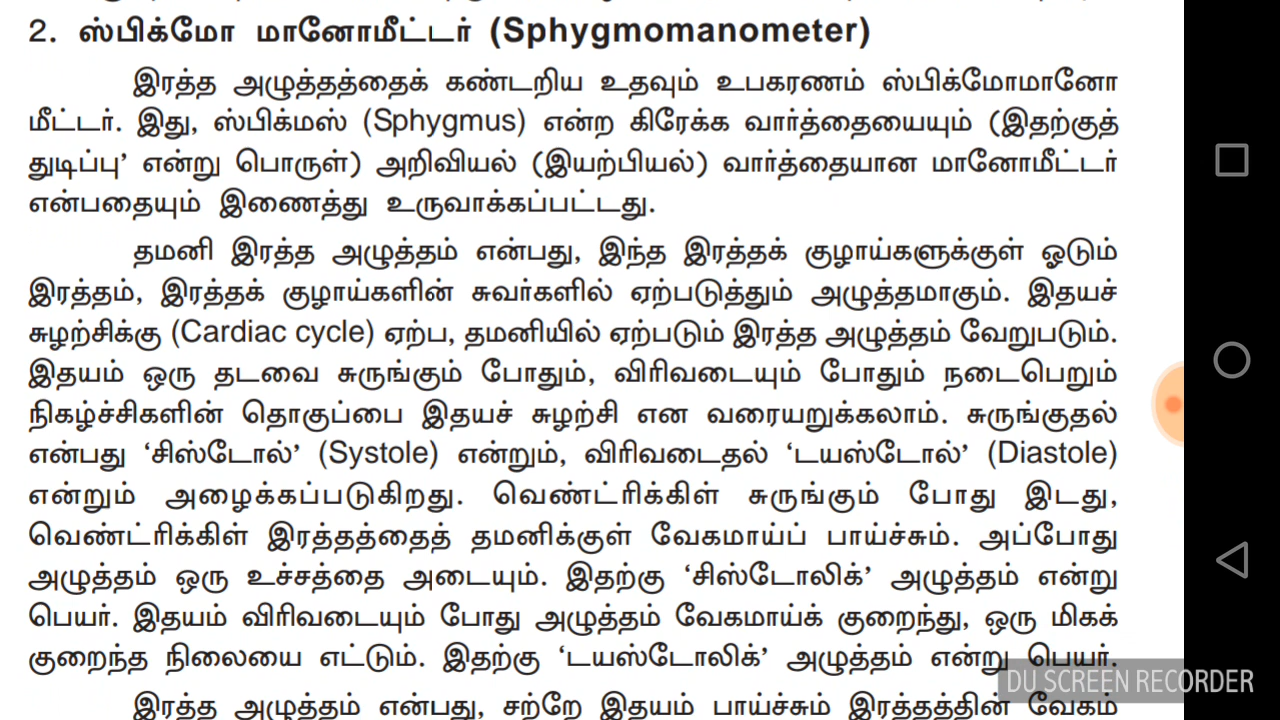 2. ஸ்பிக்மோ மானோமீட்டர் (Sphygmomanometer)
இரத்த அழுத்தத்தைக் கண்டறிய உதவும் உபகரணம் ஸ்பிக்மோமானோ
மீட்டர். இது, ஸ்பிக்மஸ் (Sphygmus) என்ற கிரேக்க வார்த்தையையும் (இதற்குத்
துடிப்பு’ என்று பொருள்) அறிவியல் (இயற்பியல்) வார்த்தையான மானோமீட்டர்
என்பதையும் இணைத்து உருவாக்கப்பட்டது.
தமனி இரத்த அழுத்தம் என்பது, இந்த இரத்தக் குழாய்களுக்குள் ஓடும்
இரத்தம், இரத்தக் குழாய்களின் சுவர்களில் ஏற்படுத்தும் அழுத்தமாகும். இதயச்
சுழற்சிக்கு (Cardiac cycle) ஏற்ப, தமனியில் ஏற்படும் இரத்த அழுத்தம் வேறுபடும்.
இதயம் ஒரு தடவை சுருங்கும் போதும், விரிவடையும் போதும் நடைபெறும்
நிகழ்ச்சிகளின் தொகுப்பை இதயச் சுழற்சி என வரையறுக்கலாம். சுருங்குதல்
என்பது ‘சிஸ்டோல்’ (Systole) என்றும், விரிவடைதல் ‘டயஸ்டோல்’ (Diastole)
என்றும் அழைக்கப்படுகிறது. வெண்ட்ரிக்கிள் சுருங்கும் போது இடது,
வெண்ட்ரிக்கிள் இரத்தத்தைத் தமனிக்குள் வேகமாய்ப் பாய்ச்சும். அப்போது
அழுத்தம் ஒரு உச்சத்தை அடையும். இதற்கு ‘சிஸ்டோலிக்’ அழுத்தம் என்று
பெயர். இதயம் விரிவடையும் போது அழுத்தம் வேகமாய்க் குறைந்து, ஒரு மிகக்
குறைந்த நிலையை எட்டும். இதற்கு ‘டயஸ்டோலிக்’ அழுத்தம் என்று பெயர்.
DU SCREEN RECORDER
இரத்த அழுத்தம் என்பது, சற்றே இதயம் பாய்ச்சும் இரத்தத்தின் வேகம்